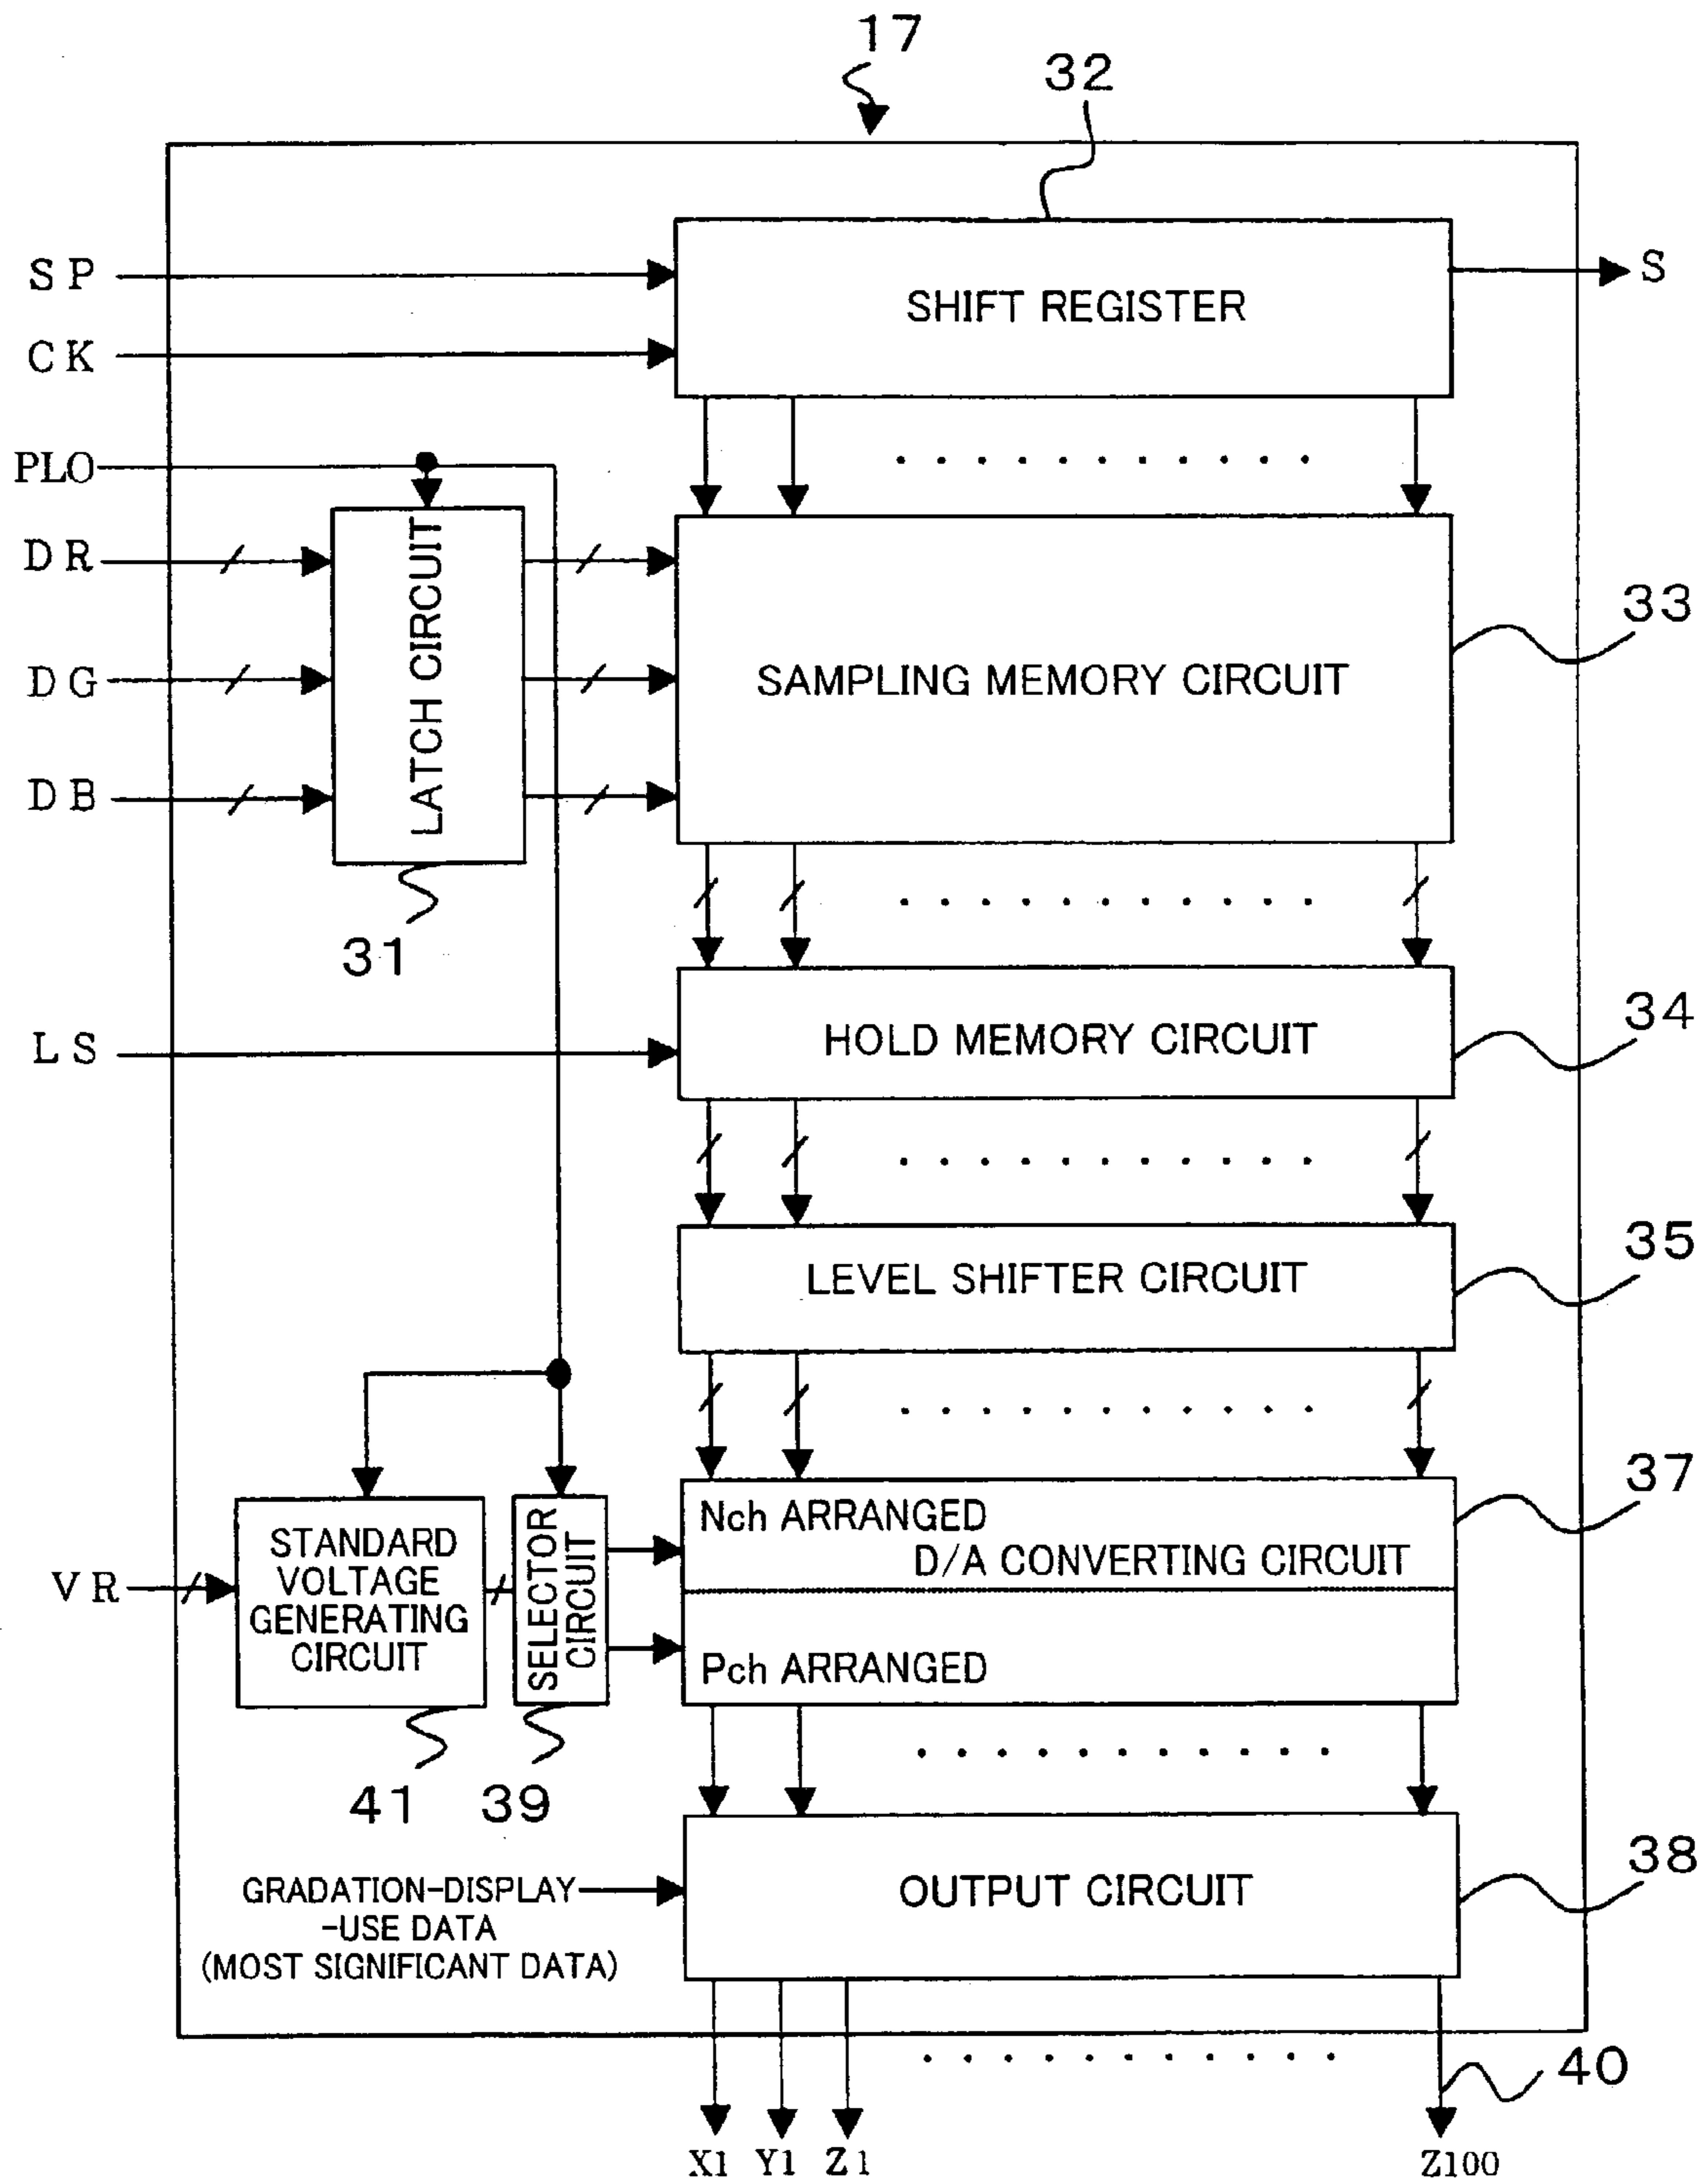 17
32
SP
SHIFT REGISTER
S
CK
PLO
DR
LATCH CIRCUIT
33
DG
SAMPLING MEMORY CIRCUIT
DB
31
34
LS
HOLD MEMORY CIRCUIT
35
LEVEL SHIFTER CIRCUIT
37
Nch ARRANGED
D/A CONVERTING CIRCUIT
VR
STANDARD
VOLTAGE
GENERATING
CIRCUIT
SELECTOR
CIRCUIT
Pch ARRANGED
41
39
38
GRADATION-DISPLAY
-USE DATA
(MOST SIGNIFICANT DATA)
OUTPUT CIRCUIT
40
X1
Y1
Z1
Z100